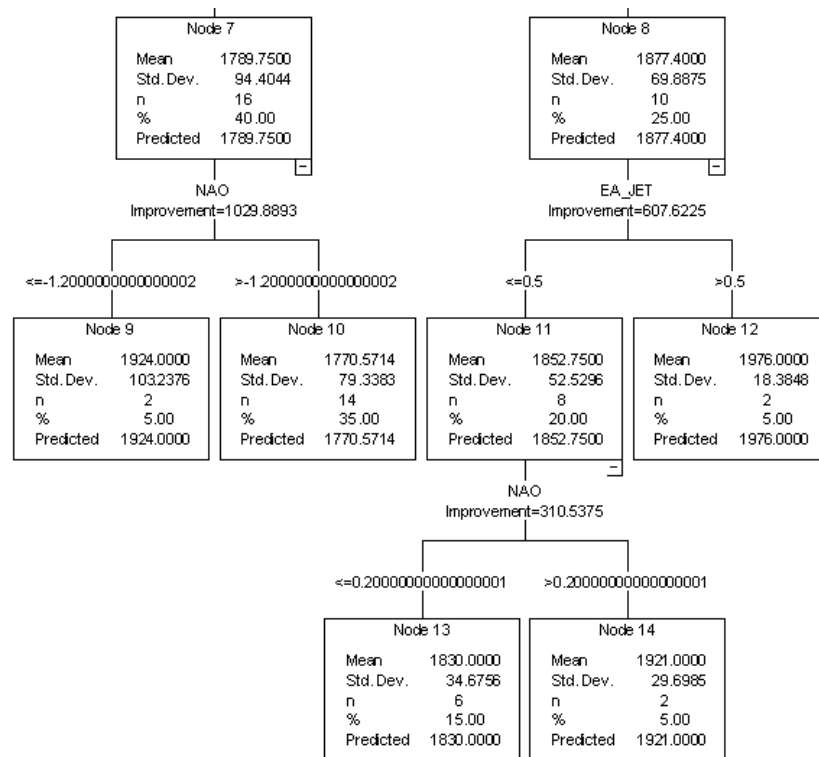 Node 7
Mean 1789.7500
Std. Dev. 94.4044
n 16
% 40.00
Predicted 1789.7500
Node 8
Mean 1877.4000
Std. Dev. 69.8875
n 10
% 25.00
Predicted 1877.4000
NAO
Improvement=1029.8893
EA_JET
Improvement=607.6225
<=-1.2000000000000002
>-1.2000000000000002
<=0.5
>0.5
Node 9
Mean 1924.0000
Std. Dev. 103.2376
n 2
% 5.00
Predicted 1924.0000
Node 10
Mean 1770.5714
Std. Dev. 79.3383
n 14
% 35.00
Predicted 1770.5714
Node 11
Mean 1852.7500
Std. Dev. 52.5296
n 8
% 20.00
Predicted 1852.7500
Node 12
Mean 1976.0000
Std. Dev. 18.3848
n 2
% 5.00
Predicted 1976.0000
NAO
Improvement=310.5375
<=0.20000000000000001
>0.20000000000000001
Node 13
Mean 1830.0000
Std. Dev. 34.6756
n 6
% 15.00
Predicted 1830.0000
Node 14
Mean 1921.0000
Std. Dev. 29.6985
n 2
% 5.00
Predicted 1921.0000